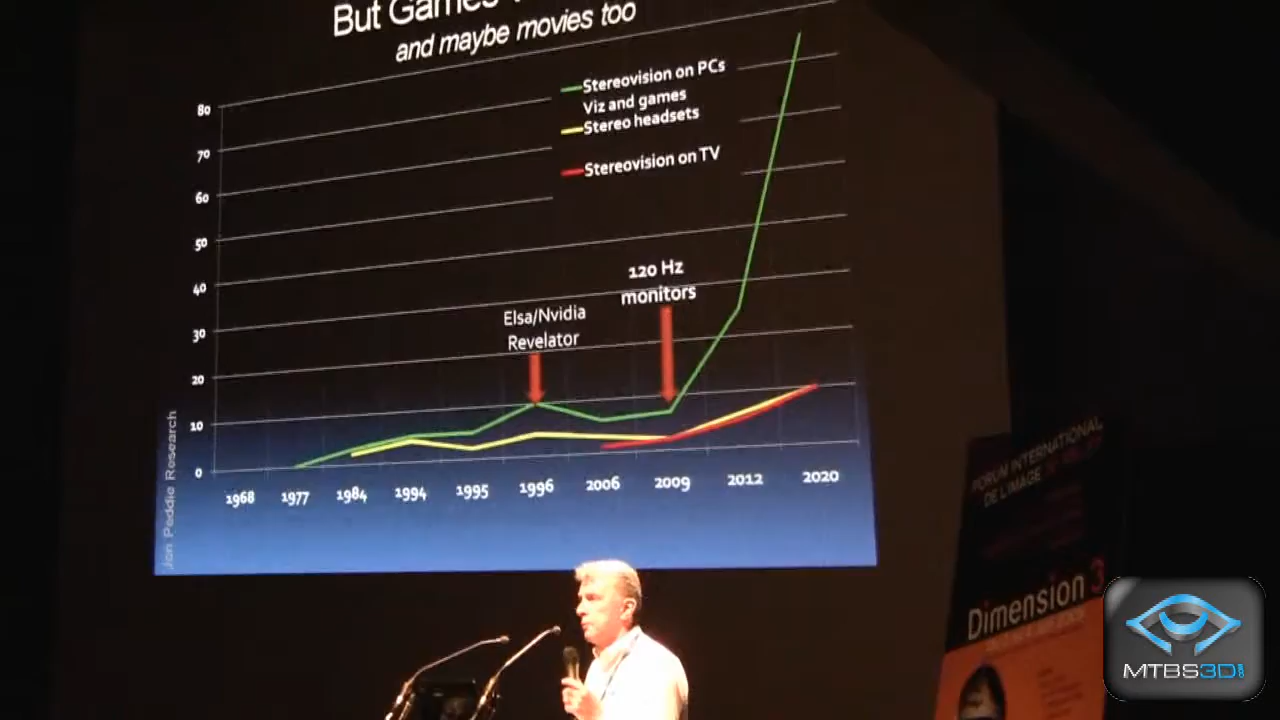 But Games
and maybe movies too
Stereovision on PCs
Viz and games
Stereo headsets
Stereovision on TV
80
70
60
50
40
30
20
10
0
120 Hz
monitors
Elsa/Nvidia
Revelator
1968 1977 1984 1994 1995 1996 2006 2009 2012 2020
Jon Peddie Research
FORUM INTERNATIONAL
DE L'IMAGE
Dimension 3
MTBS3D